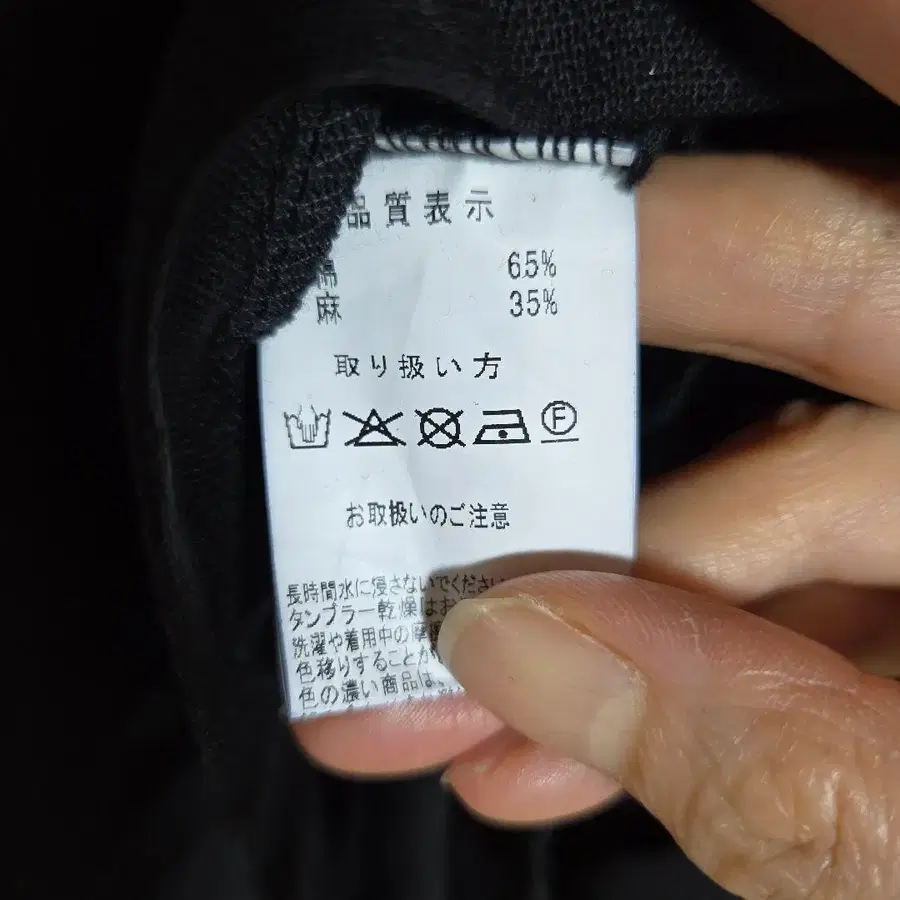 品質表示
綿 65%
麻 35%
取り扱い方
F
お取扱いのご注意
長時間水に浸さないでください
タンブラー乾燥はお
洗濯や着用中の摩
色移りすることが
色の濃い商品は、